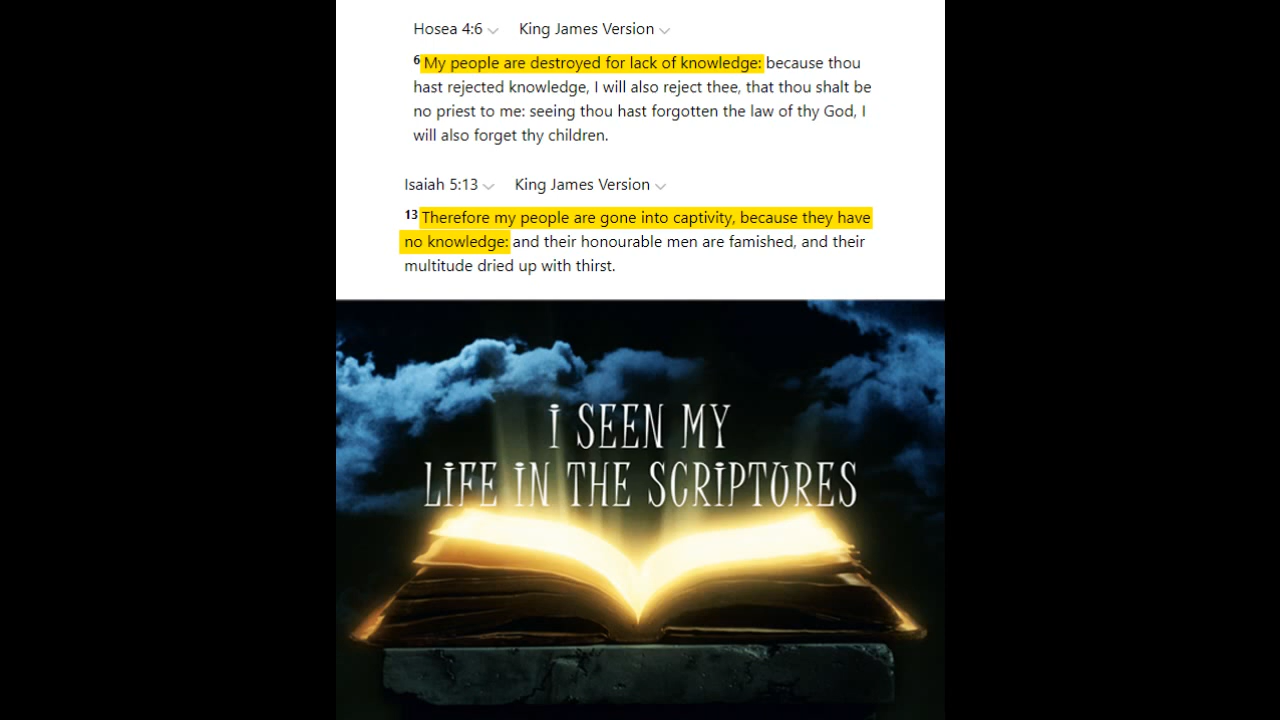 Hosea 4:6 King James Version
6 My people are destroyed for lack of knowledge: because thou
hast rejected knowledge, I will also reject thee, that thou shalt be
no priest to me: seeing thou hast forgotten the law of thy God, I
will also forget thy children.
Isaiah 5:13 King James Version
13 Therefore my people are gone into captivity, because they have
no knowledge: and their honourable men are famished, and their
multitude dried up with thirst.
I SEEN MY
LIFE IN THE SCRIPTURES